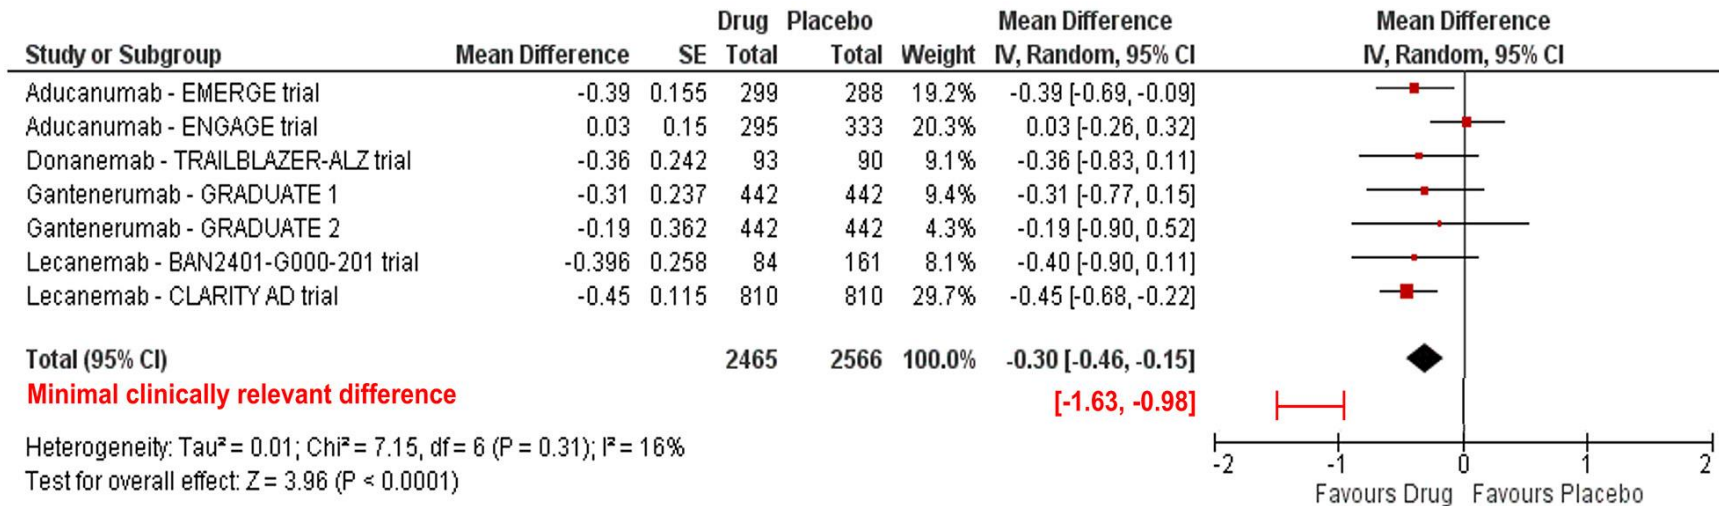 Drug Placebo Mean Difference Mean Difference
Study or Subgroup Mean Difference SE Total Total Weight IV, Random, 95% CI IV, Random, 95% CI
Aducanumab - EMERGE trial -0.39 0.155 299 288 19.2% -0.39 [-0.69, -0.09]
Aducanumab - ENGAGE trial 0.03 0.15 295 333 20.3% 0.03 [-0.26, 0.32]
Donanemab - TRAILBLAZER-ALZ trial -0.36 0.242 93 90 9.1% -0.36 [-0.83, 0.11]
Gantenerumab - GRADUATE 1 -0.31 0.237 442 442 9.4% -0.31 [-0.77, 0.15]
Gantenerumab - GRADUATE 2 -0.19 0.362 442 442 4.3% -0.19 [-0.90, 0.52]
Lecanemab - BAN2401-G000-201 trial -0.396 0.258 84 161 8.1% -0.40 [-0.90, 0.11]
Lecanemab - CLARITY AD trial -0.45 0.115 810 810 29.7% -0.45 [-0.68, -0.22]
Total (95% CI) 2465 2566 100.0% -0.30 [-0.46, -0.15]
Minimal clinically relevant difference [-1.63, -0.98]
Heterogeneity: Tau² = 0.01; Chi² = 7.15, df = 6 (P = 0.31); I² = 16%
Test for overall effect: Z = 3.96 (P < 0.0001)
-2 -1 0 1 2
Favours Drug Favours Placebo